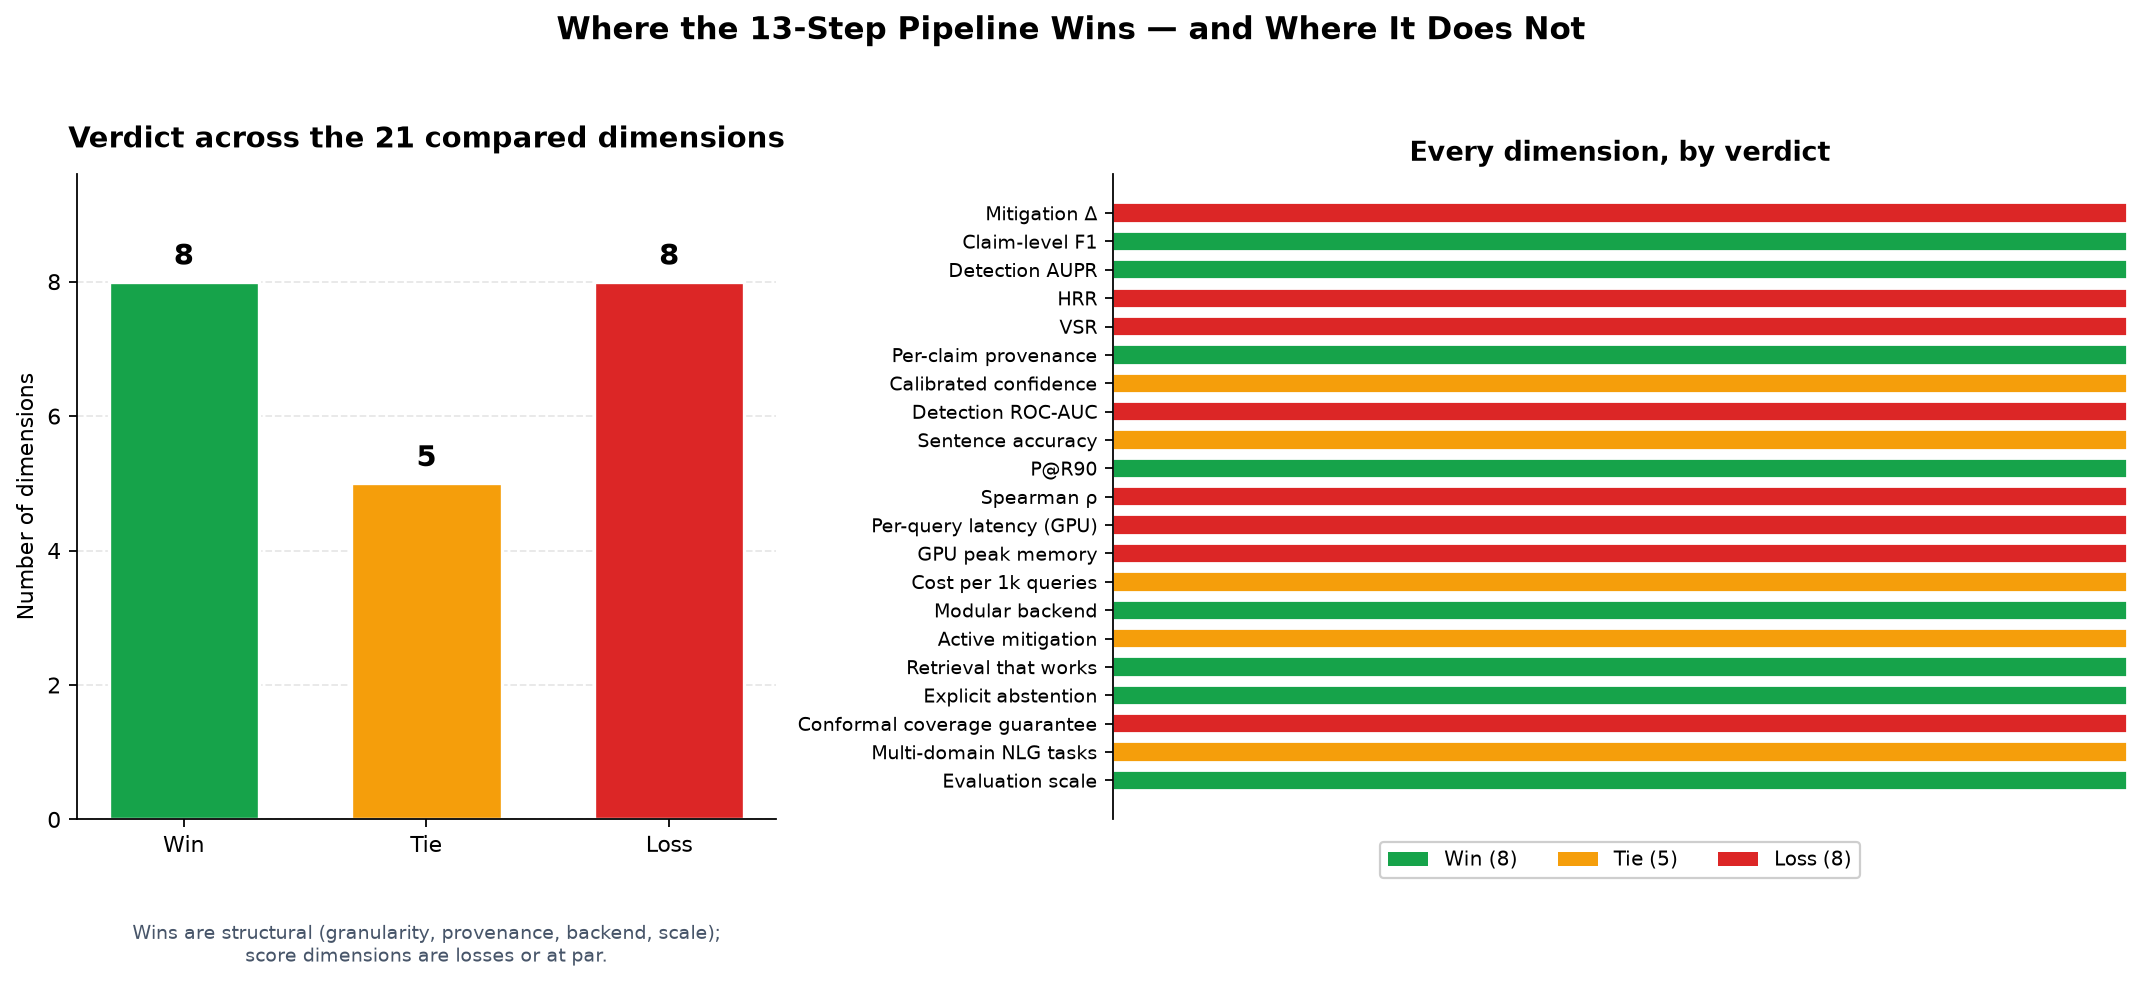 Where the 13-Step Pipeline Wins — and Where It Does Not
Verdict across the 21 compared dimensions
Number of dimensions
8
6
4
2
0
8
5
8
Win
Tie
Loss
Wins are structural (granularity, provenance, backend, scale);
score dimensions are losses or at par.
Every dimension, by verdict
Mitigation Δ
Claim-level F1
Detection AUPR
HRR
VSR
Per-claim provenance
Calibrated confidence
Detection ROC-AUC
Sentence accuracy
P@R90
Spearman ρ
Per-query latency (GPU)
GPU peak memory
Cost per 1k queries
Modular backend
Active mitigation
Retrieval that works
Explicit abstention
Conformal coverage guarantee
Multi-domain NLG tasks
Evaluation scale
Win (8)
Tie (5)
Loss (8)